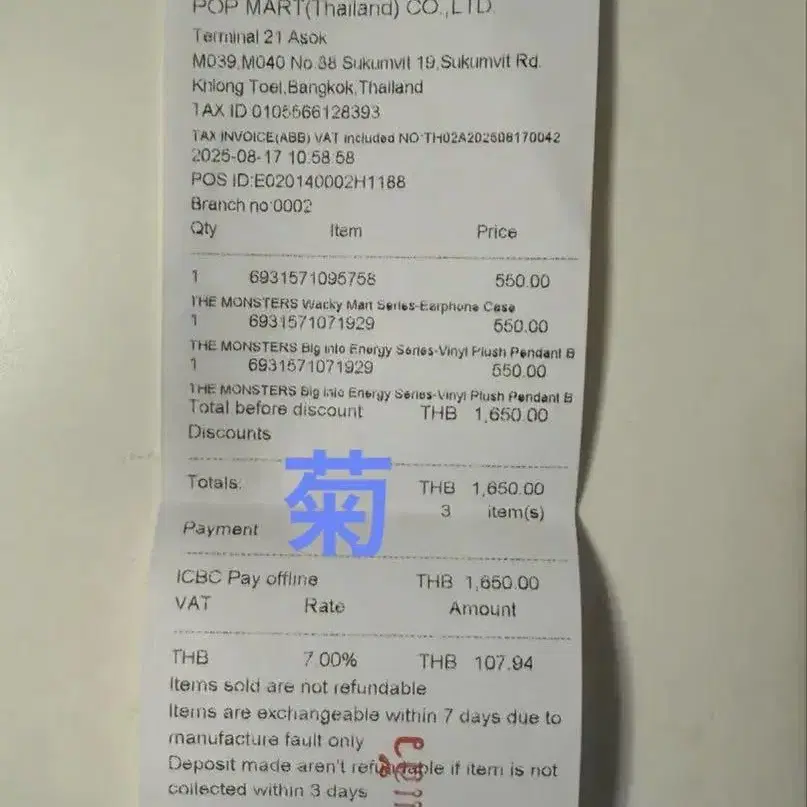 POP MART(Thailand) CO.,LTD
Terminal 21 Asok
M039,M040 No.88 Sukumvit 19,Sukumvit Rd.
Khlong Toei,Bangkok,Thailand
TAX ID:0105566128393
TAX INVOICE(ABB) VAT included NO:TH02A202508170042
2025-08-17 10:58:58
POS ID:E020140002H1188
Branch no:0002
Qty Item Price
1 6931571095758 550.00
THE MONSTERS Wacky Mart Series-Earphone Case
1 6931571071929 550.00
THE MONSTERS Big into Energy Series-Vinyl Plush Pendant B
1 6931571071929 550.00
THE MONSTERS Big into Energy Series-Vinyl Plush Pendant B
Total before discount THB 1,650.00
Discounts
Totals: THB 1,650.00
3 item(s)
菊
Payment
ICBC Pay offline THB 1,650.00
VAT Rate Amount
THB 7.00% THB 107.94
Items sold are not refundable
Items are exchangeable within 7 days due to
manufacture fault only
Deposit made aren't refundable if item is not
collected within 3 days